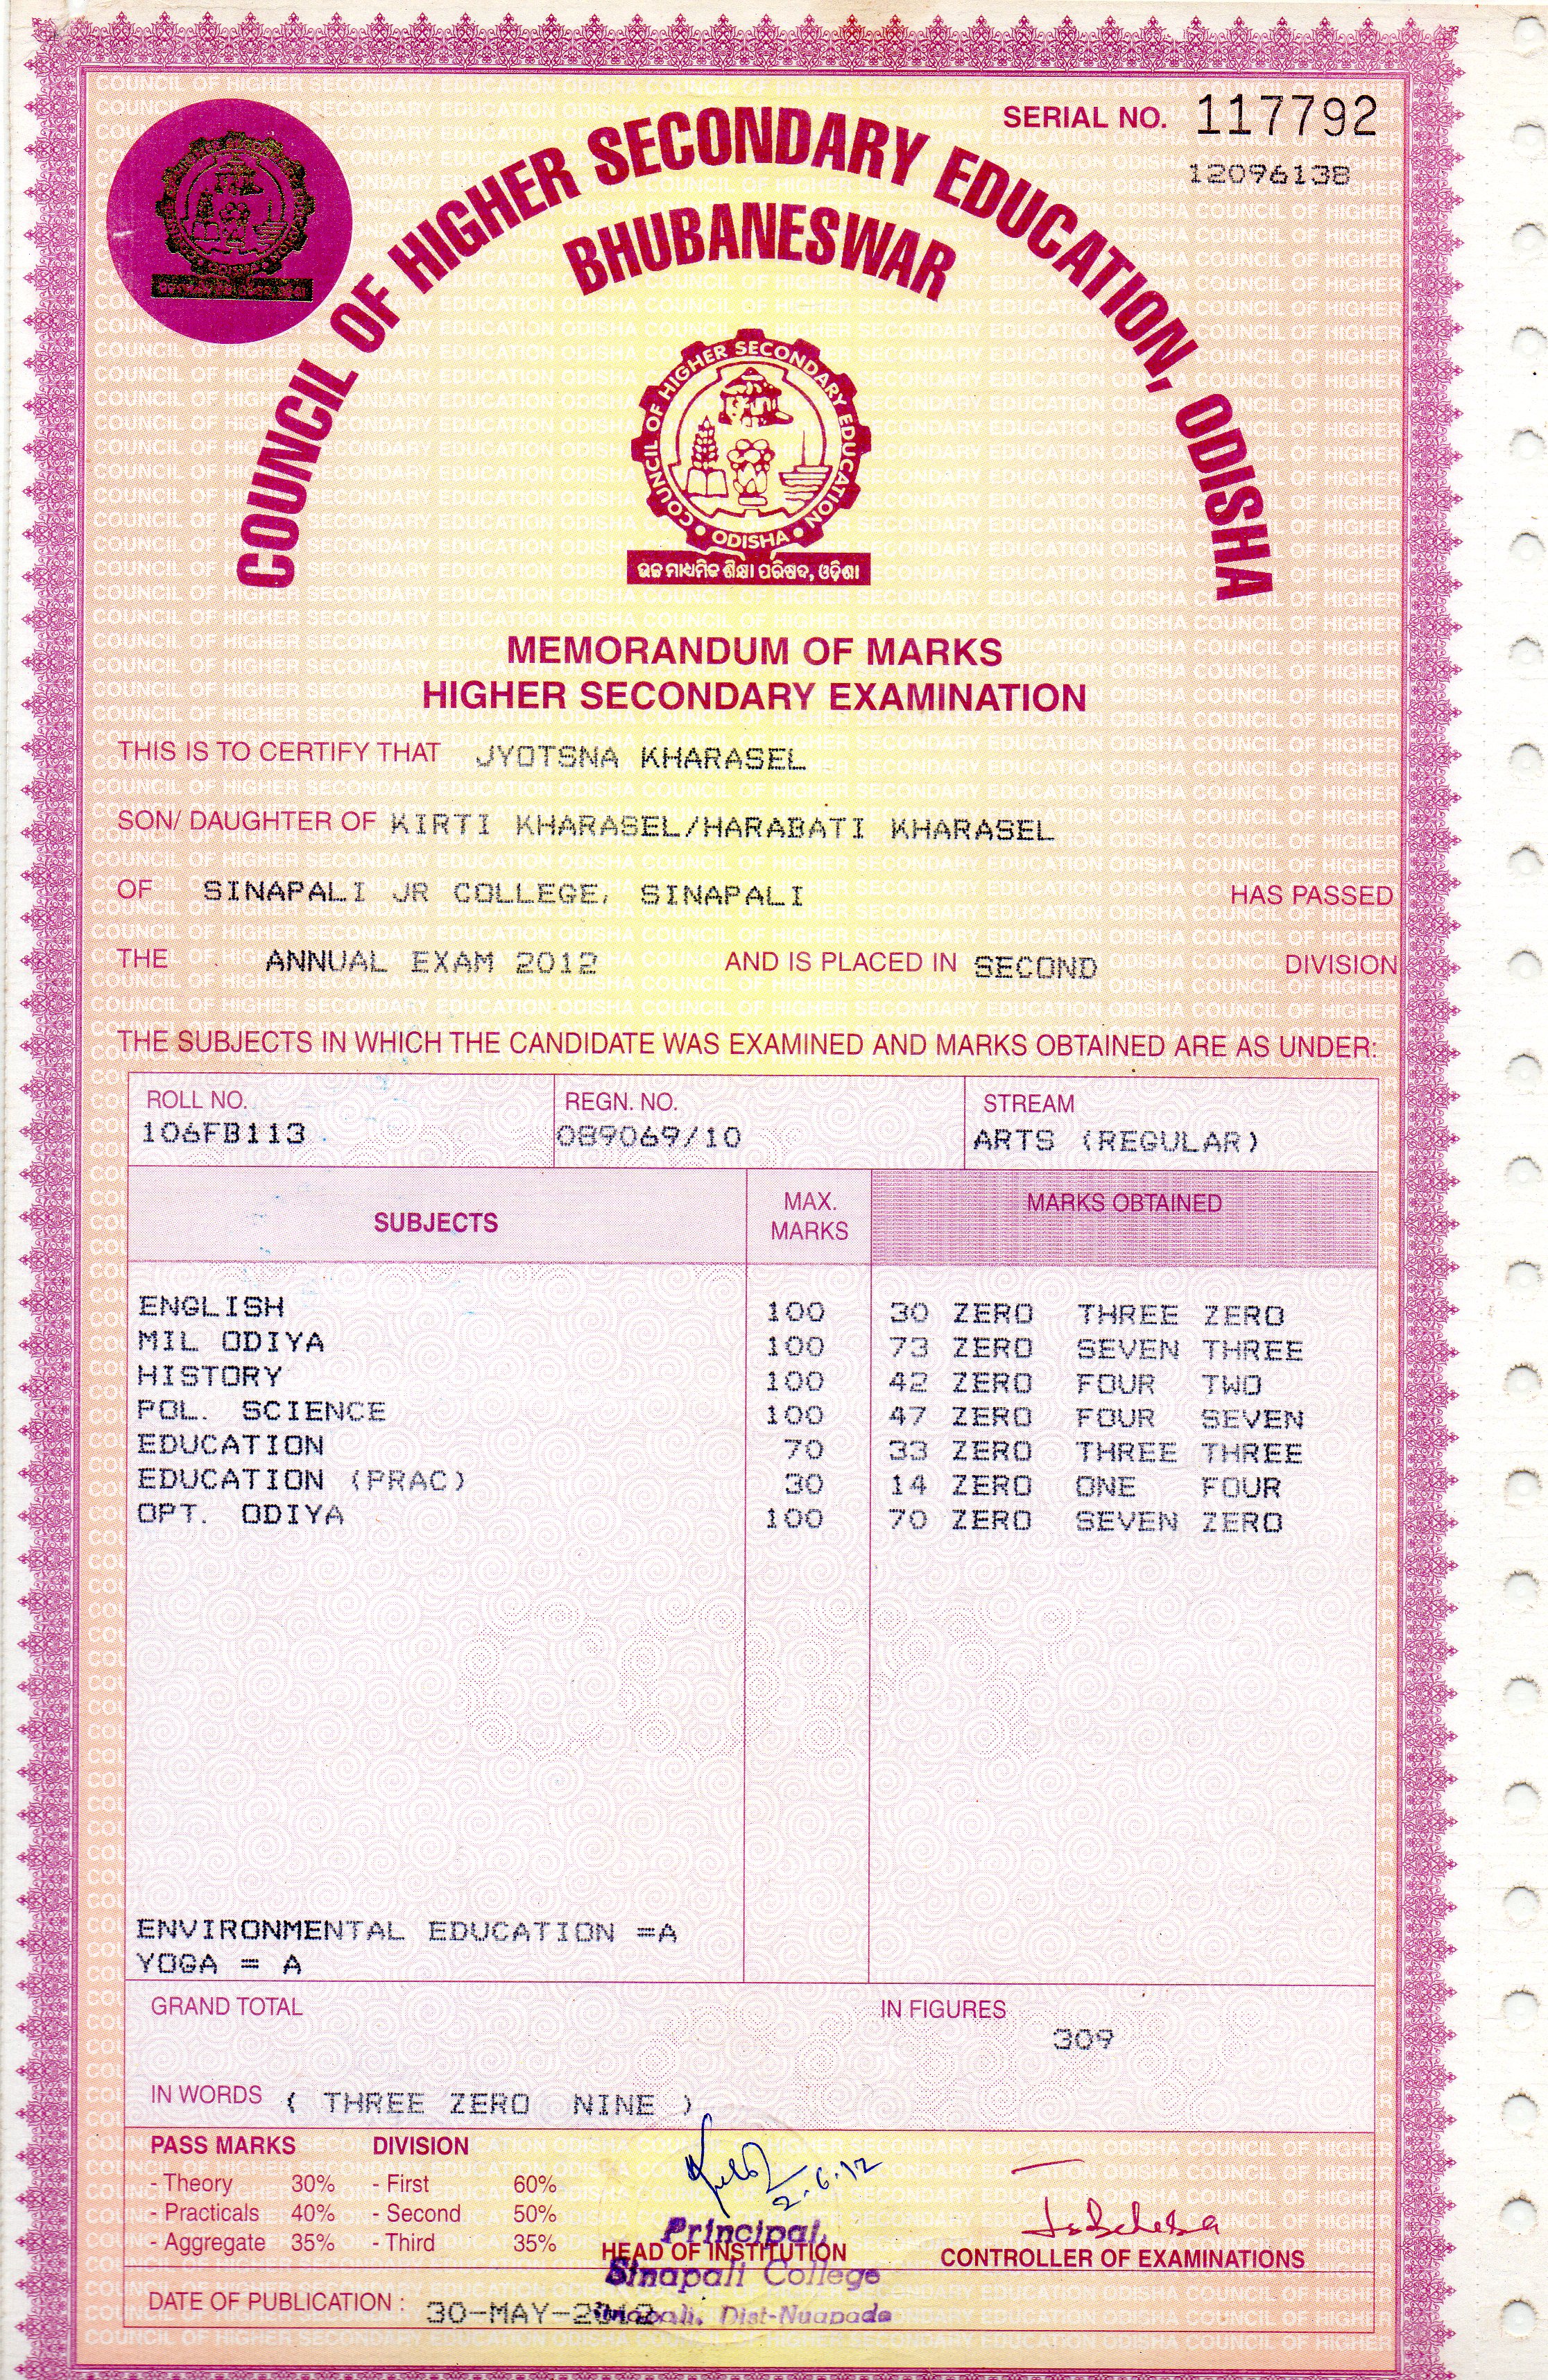 SERIAL NO. 117792
12096138
COUNCIL OF HIGHER SECONDARY EDUCATION, ODISHA
BHUBANESWAR
COUNCIL OF HIGHER SECONDARY EDUCATION
ODISHA
ଉଚ୍ଚ ମାଧ୍ୟମିକ ଶିକ୍ଷା ପରିଷଦ, ଓଡ଼ିଶା
MEMORANDUM OF MARKS
HIGHER SECONDARY EXAMINATION
THIS IS TO CERTIFY THAT JYOTSNA KHARASEL
SON/ DAUGHTER OF KIRTI KHARASEL/HARABATI KHARASEL
OF SINAPALI JR COLLEGE, SINAPALI HAS PASSED
THE ANNUAL EXAM 2012 AND IS PLACED IN SECOND DIVISION
THE SUBJECTS IN WHICH THE CANDIDATE WAS EXAMINED AND MARKS OBTAINED ARE AS UNDER:
ROLL NO. REGN. NO. STREAM
106FB113 089069/10 ARTS (REGULAR)
SUBJECTS MAX. MARKS MARKS OBTAINED
ENGLISH 100 30 ZERO THREE ZERO
MIL ODIYA 100 73 ZERO SEVEN THREE
HISTORY 100 42 ZERO FOUR TWO
POL. SCIENCE 100 47 ZERO FOUR SEVEN
EDUCATION 70 33 ZERO THREE THREE
EDUCATION (PRAC) 30 14 ZERO ONE FOUR
OPT. ODIYA 100 70 ZERO SEVEN ZERO
COPY
ENVIRONMENTAL EDUCATION =A
YOGA = A
GRAND TOTAL IN FIGURES
309
IN WORDS ( THREE ZERO NINE )
PASS MARKS DIVISION
- Theory 30% - First 60%
- Practicals 40% - Second 50%
- Aggregate 35% - Third 35%
2.6.12
Principal,
HEAD OF INSTITUTION
Sinapali College
Sinapali, Dist-Nuapada
CONTROLLER OF EXAMINATIONS
DATE OF PUBLICATION : 30-MAY-2012